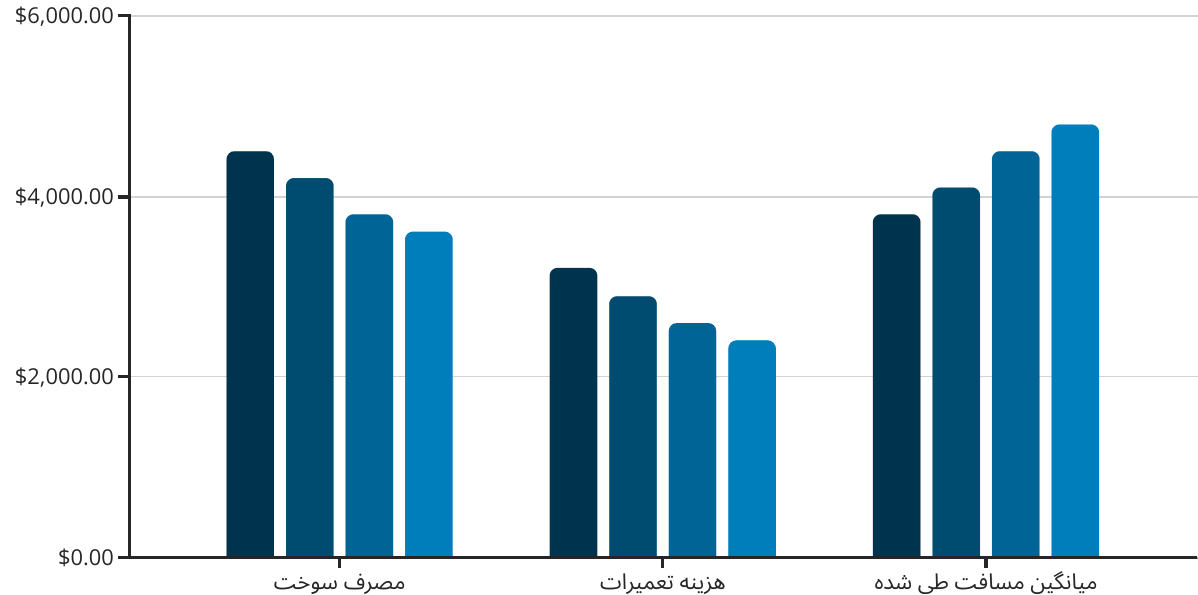 $6,000.00
$4,000.00
$2,000.00
$0.00
مصرف سوخت
هزینه تعمیرات
میانگین مسافت طی شده